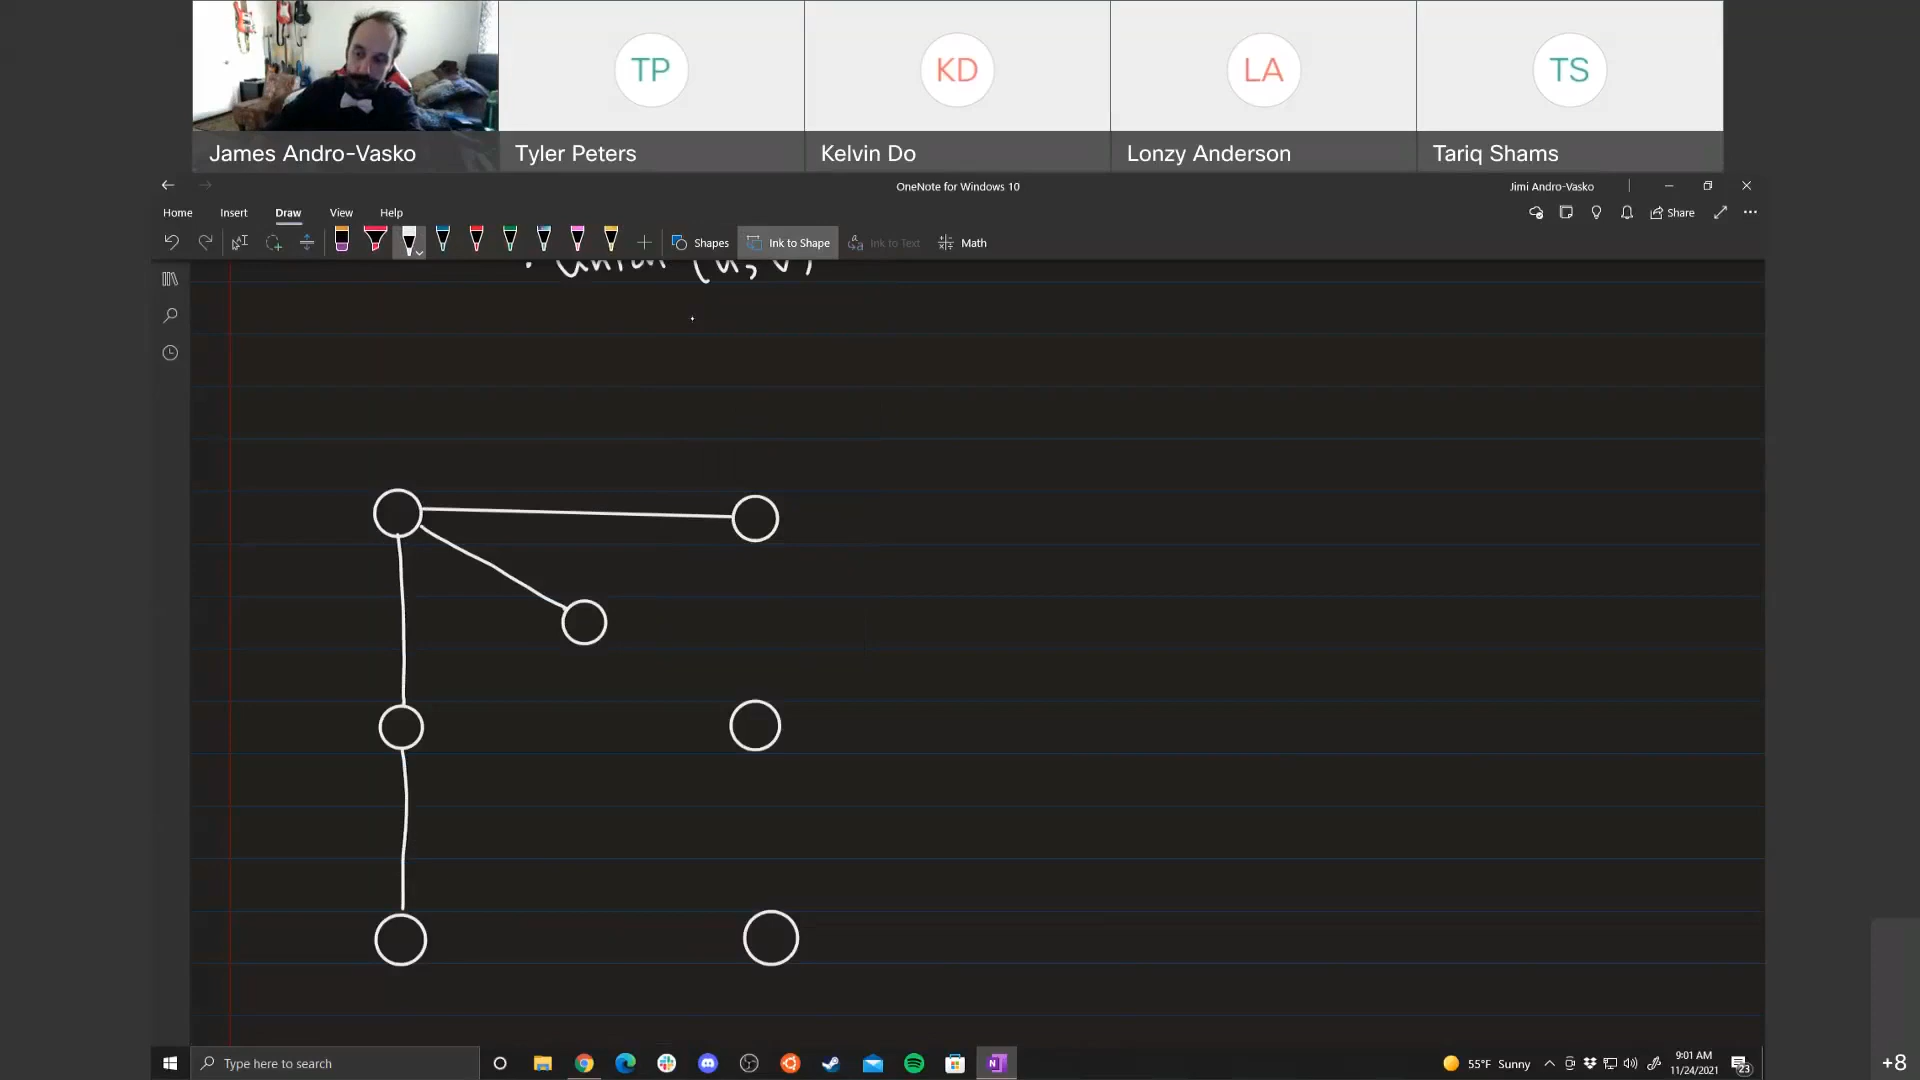 TP
KD
LA
TS
James Andro-Vasko
Tyler Peters
Kelvin Do
Lonzy Anderson
Tariq Shams
OneNote for Windows 10
Jimi Andro-Vasko
Home Insert Draw View Help
Share
Shapes
Ink to Shape
Ink to Text
Math
· Union (u, v)
Type here to search
55°F Sunny
9:01 AM
11/24/2021
23
+8